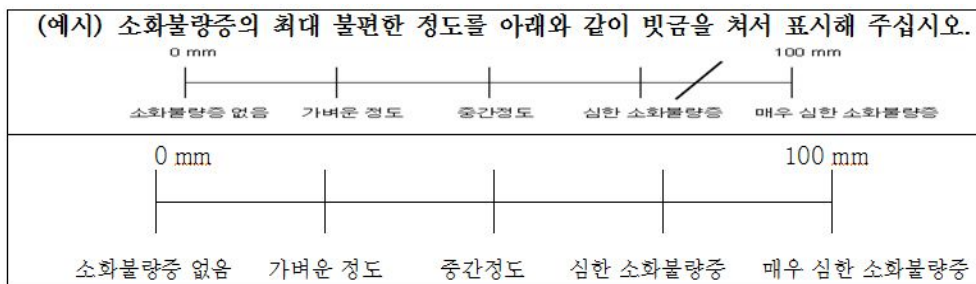 (예시) 소화불량증의 최대 불편한 정도를 아래와 같이 빗금을 쳐서 표시해 주십시오.
0 mm 100 mm
소화불량증 없음 가벼운 정도 중간정도 심한 소화불량증 매우 심한 소화불량증
0 mm 100 mm
소화불량증 없음 가벼운 정도 중간정도 심한 소화불량증 매우 심한 소화불량증